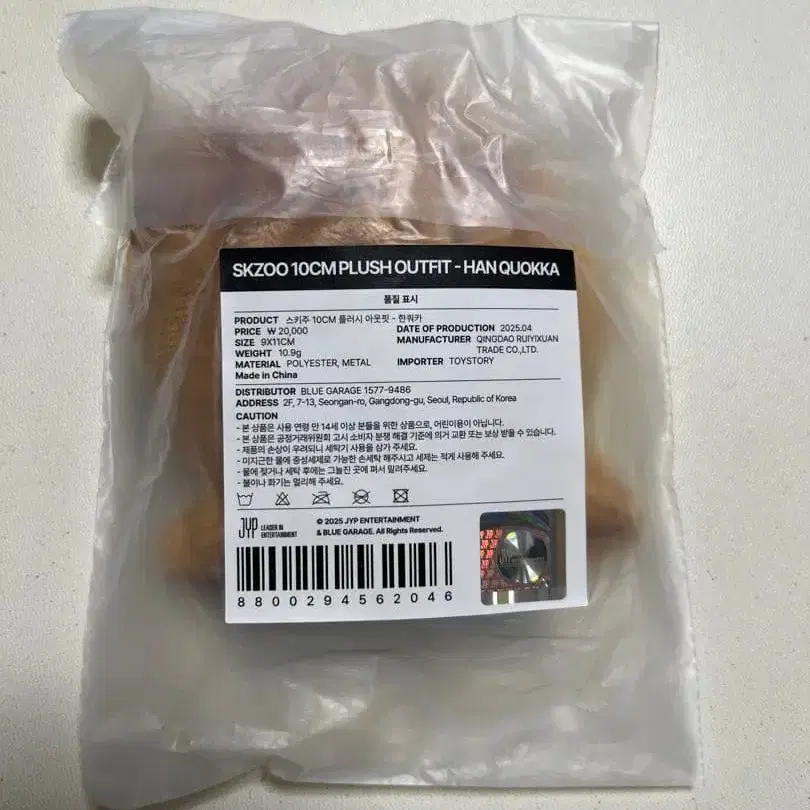 SKZOO 10CM PLUSH OUTFIT - HAN QUOKKA
품질 표시
PRODUCT 스키주 10CM 플러시 아웃핏 - 한쿼카
PRICE ₩ 20,000
SIZE 9X11CM
WEIGHT 10.9g
MATERIAL POLYESTER, METAL
Made in China
DATE OF PRODUCTION 2025.04
MANUFACTURER QINGDAO RUIYIXUAN
TRADE CO.,LTD.
IMPORTER TOYSTORY
DISTRIBUTOR BLUE GARAGE 1577-9486
ADDRESS 2F, 7-13, Seongan-ro, Gangdong-gu, Seoul, Republic of Korea
CAUTION
- 본 상품은 사용 연령 만 14세 이상 분들을 위한 상품으로, 어린이용이 아닙니다.
- 본 상품은 공정거래위원회 고시 소비자 분쟁 해결 기준에 의거 교환 또는 보상 받을 수 있습니다.
- 제품의 손상이 우려되니 세탁기 사용을 삼가 주세요.
- 미지근한 물에 중성세제로 가능한 손세탁 해주시고 세제는 적게 사용해 주세요.
- 물에 젖거나 세탁 후에는 그늘진 곳에 펴서 말려주세요.
- 불이나 화기는 멀리해 주세요.
JYP LEADER IN
ENTERTAINMENT
© 2025 JYP ENTERTAINMENT
& BLUE GARAGE. All Rights Reserved.
8800294562046
JYP